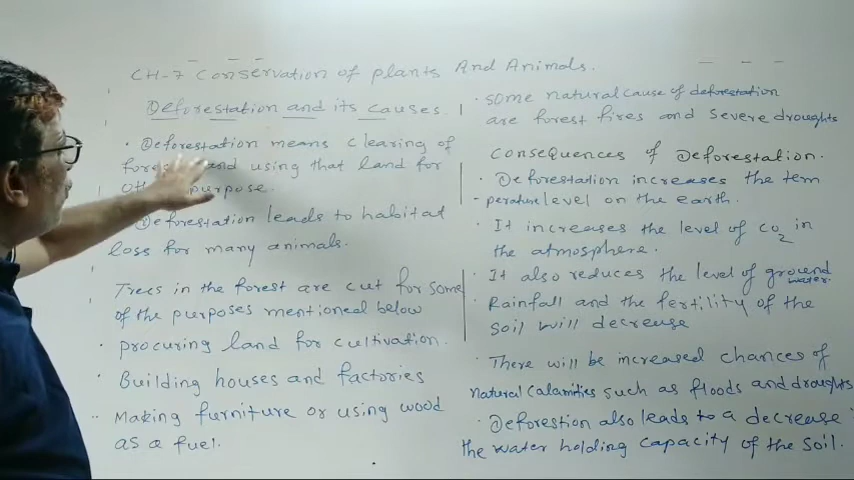 CH-7 Conservation of plants And Animals.
Deforestation and its causes.
· Deforestation means clearing of
and using that land for
purpose.
· Deforestation leads to habitat
loss for many animals.
Trees in the forest are cut for some
of the purposes mentioned below
· procuring land for cultivation.
· Building houses and factories
·· Making furniture or using wood
as a fuel.
· some natural cause of deforestation
are forest fires and severe droughts
Consequences of Deforestation.
· Deforestation increases the tem
- perature level on the earth.
· It increases the level of CO2 in
the atmosphere.
· It also reduces the level of ground water.
· Rainfall and the fertility of the
soil will decrease
· There will be increased chances of
natural calamities such as floods and droughts
· Deforestion also leads to a decrease
the water holding capacity of the soil.